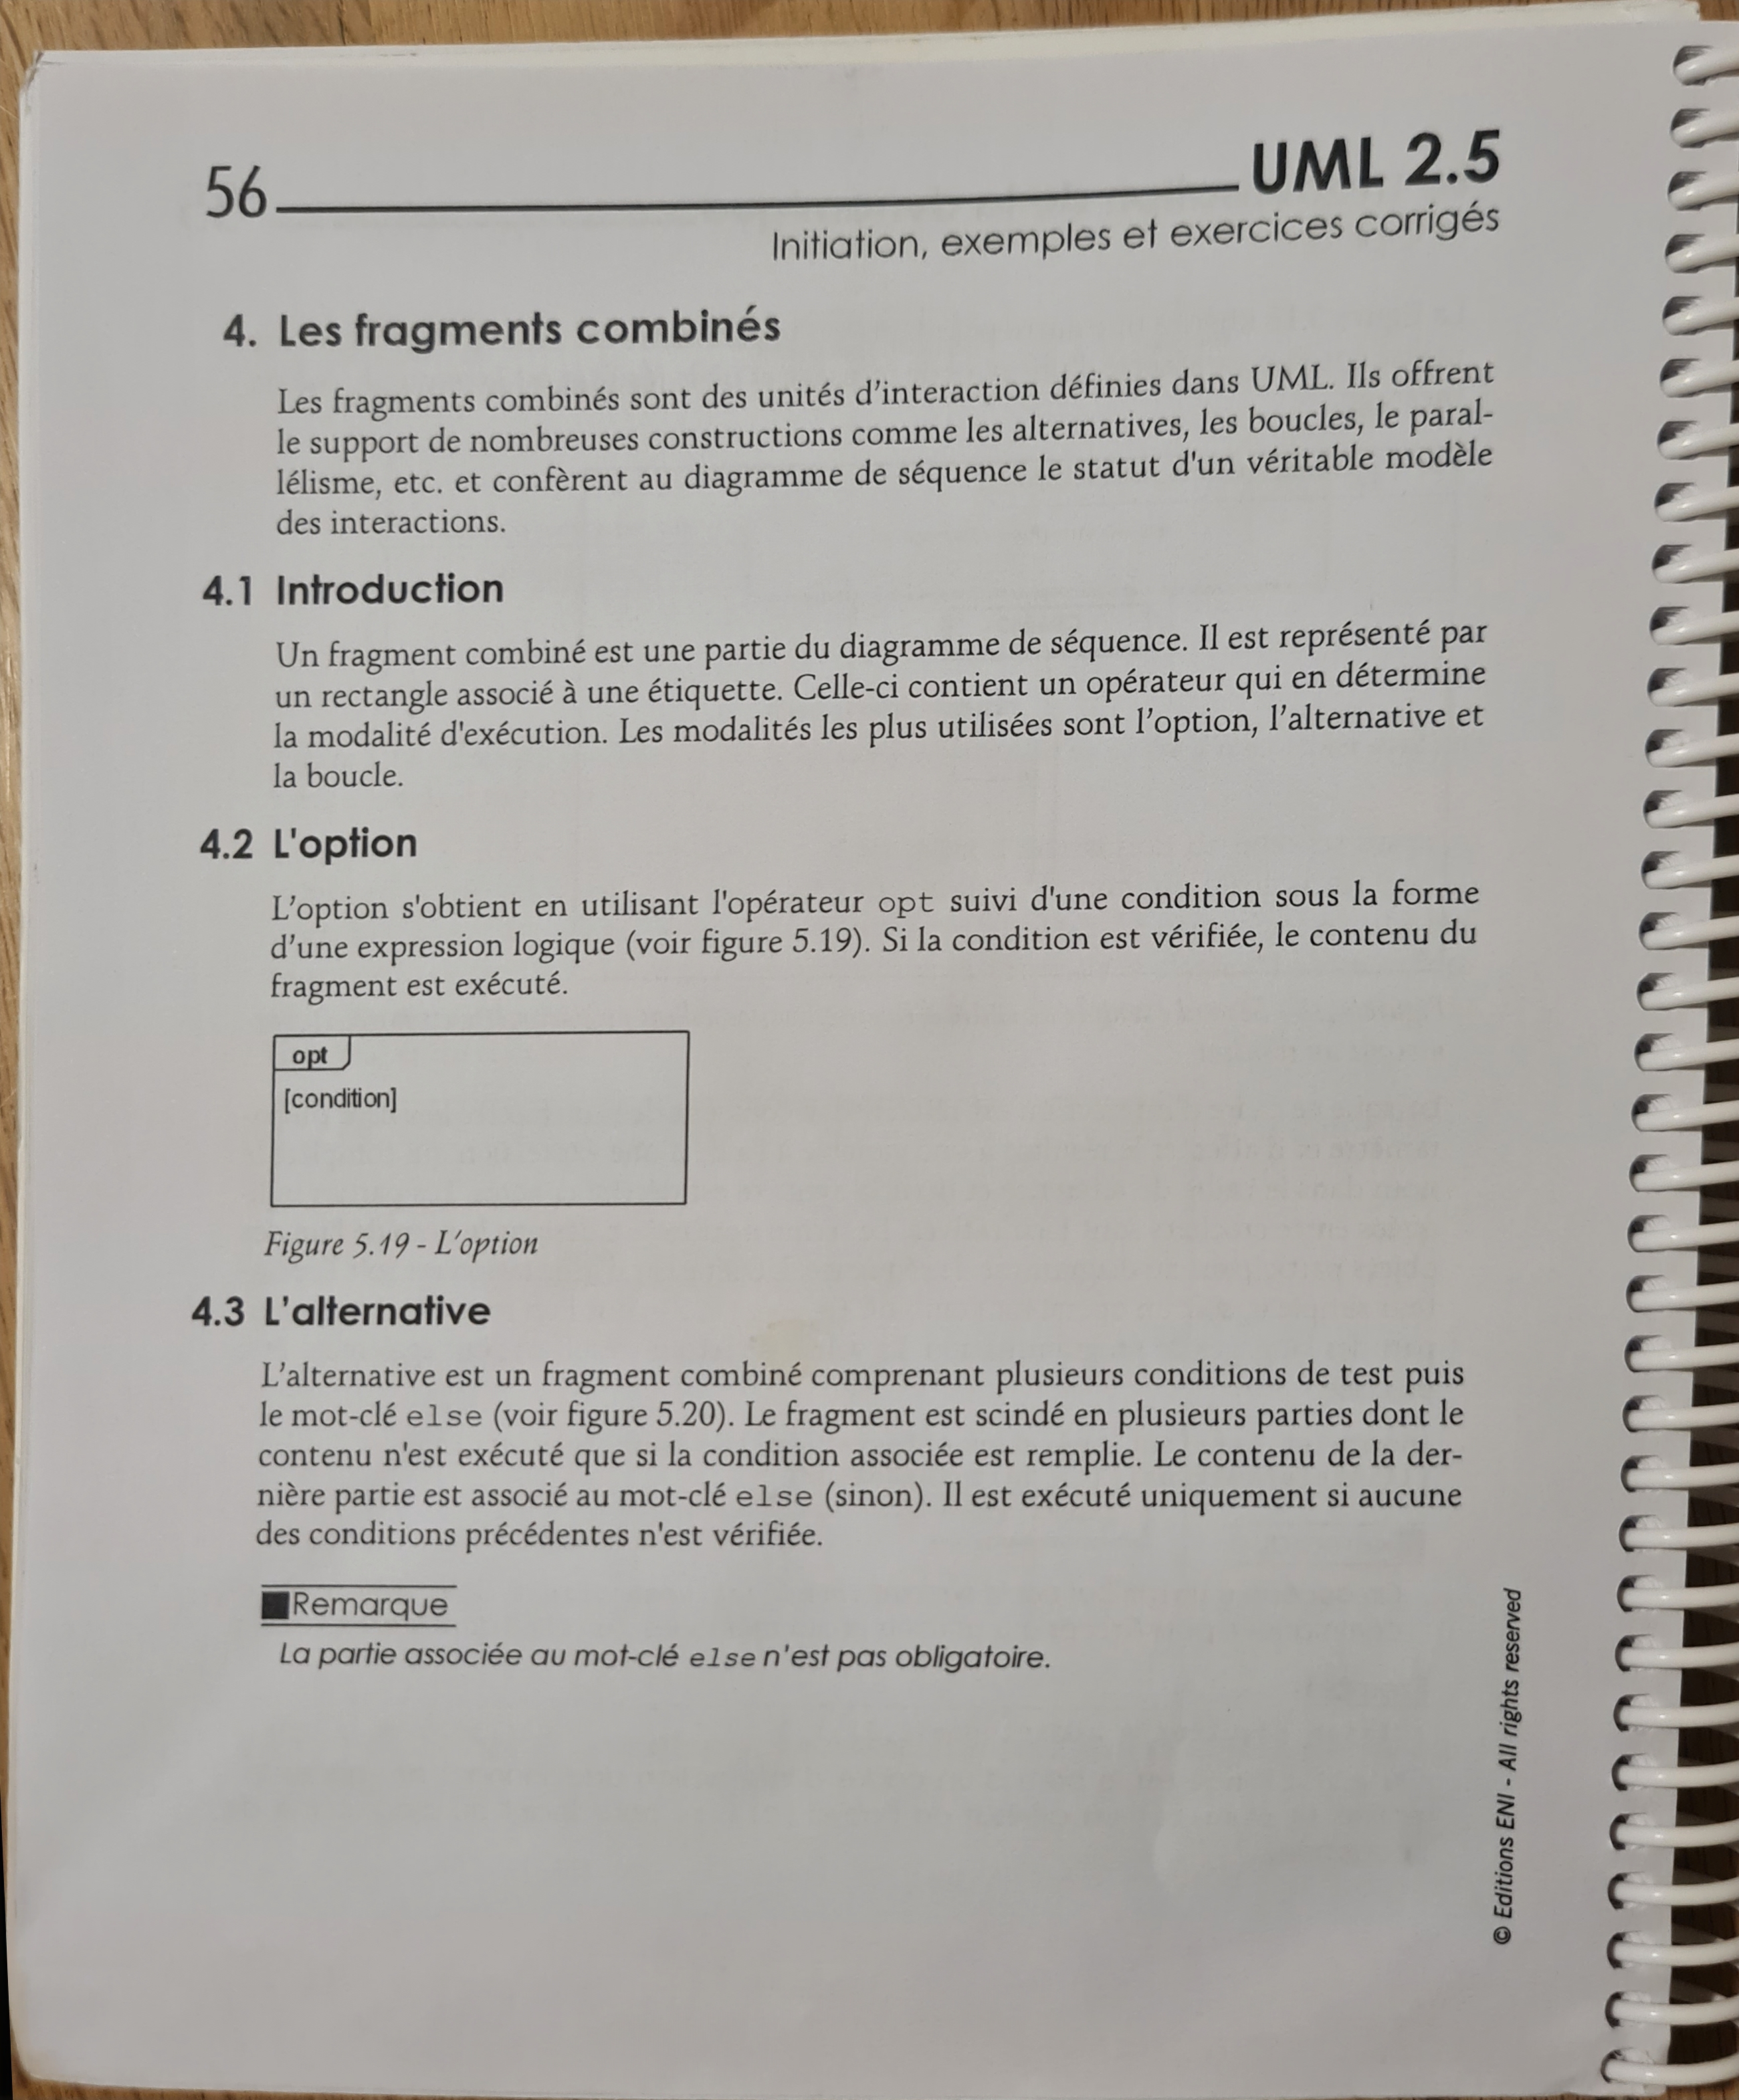 56
UML 2.5
Initiation, exemples et exercices corrigés
4. Les fragments combinés
Les fragments combinés sont des unités d’interaction définies dans UML. Ils offrent
le support de nombreuses constructions comme les alternatives, les boucles, le paral-
lélisme, etc. et confèrent au diagramme de séquence le statut d'un véritable modèle
des interactions.
4.1 Introduction
Un fragment combiné est une partie du diagramme de séquence. Il est représenté par
un rectangle associé à une étiquette. Celle-ci contient un opérateur qui en détermine
la modalité d'exécution. Les modalités les plus utilisées sont l’option, l’alternative et
la boucle.
4.2 L'option
L’option s'obtient en utilisant l'opérateur opt suivi d'une condition sous la forme
d’une expression logique (voir figure 5.19). Si la condition est vérifiée, le contenu du
fragment est exécuté.
opt
[condition]
Figure 5.19 - L’option
4.3 L'alternative
L’alternative est un fragment combiné comprenant plusieurs conditions de test puis
le mot-clé else (voir figure 5.20). Le fragment est scindé en plusieurs parties dont le
contenu n'est exécuté que si la condition associée est remplie. Le contenu de la der-
nière partie est associé au mot-clé else (sinon). Il est exécuté uniquement si aucune
des conditions précédentes n'est vérifiée.
Remarque
La partie associée au mot-clé else n'est pas obligatoire.
© Editions ENI - All rights reserved